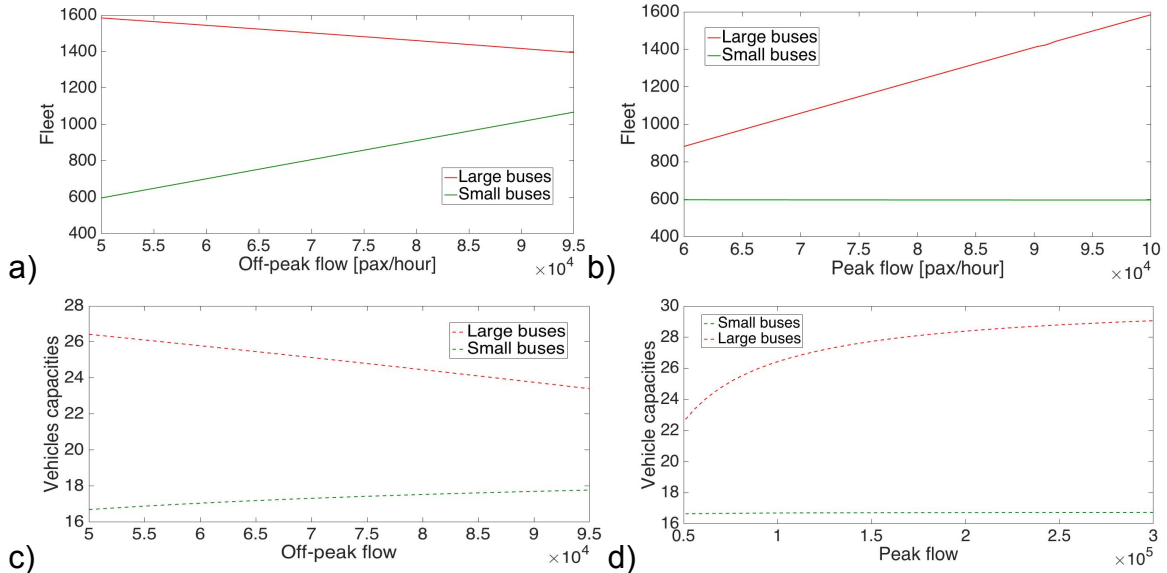 1600
1400
1200
1000
800
600
400
Fleet
Large buses
Small buses
5 5.5 6 6.5 7 7.5 8 8.5 9 9.5
Off-peak flow [pax/hour]
×10^4
a)
1600
1400
1200
1000
800
600
400
Fleet
Large buses
Small buses
6 6.5 7 7.5 8 8.5 9 9.5 10
Peak flow [pax/hour]
×10^4
b)
28
26
24
22
20
18
16
Vehicles capacities
Large buses
Small buses
5 5.5 6 6.5 7 7.5 8 8.5 9 9.5
Off-peak flow
×10^4
c)
30
28
26
24
22
20
18
16
Vehicle capacities
Small buses
Large buses
0.5 1 1.5 2 2.5 3
Peak flow
×10^5
d)